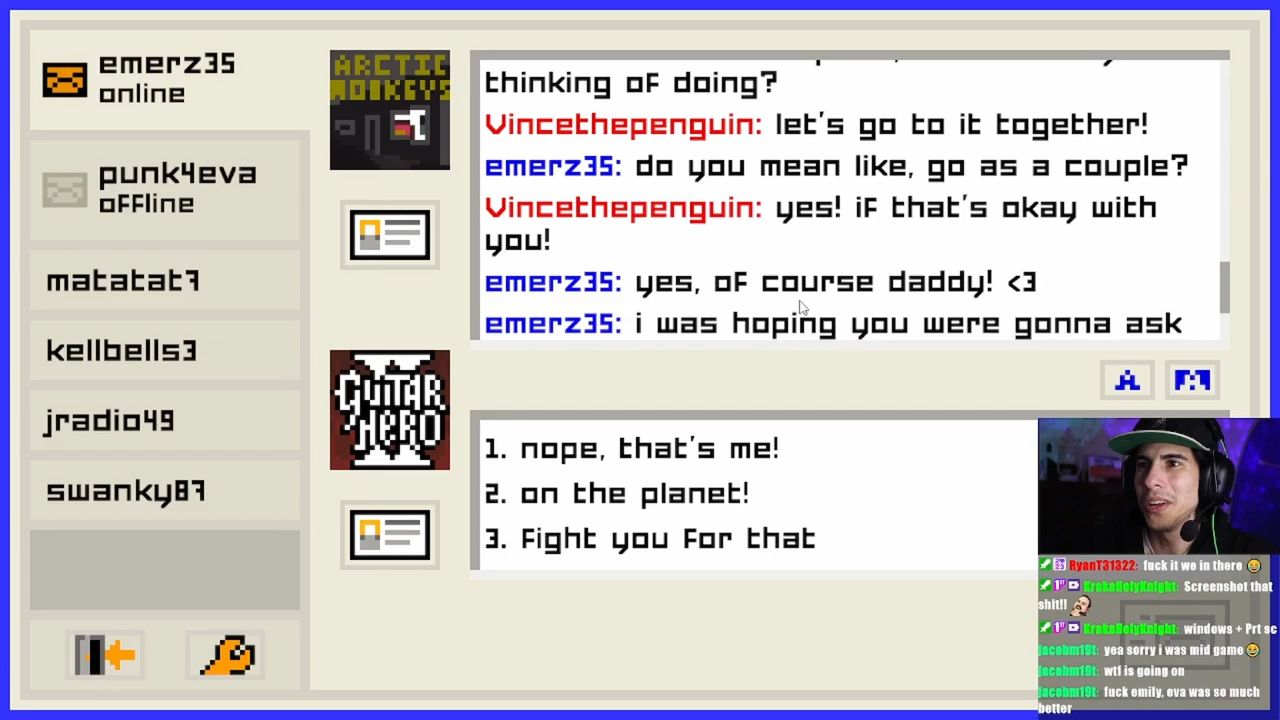 emerz35
online
punk4eva
offline
matatat7
kellbells3
jradio49
swanky87
ARCTIC
MONKEYS
GUITAR
HERO
thinking of doing?
Vincethepenguin: let's go to it together!
emerz35: do you mean like, go as a couple?
Vincethepenguin: yes! if that's okay with
you!
emerz35: yes, of course daddy! <3
emerz35: i was hoping you were gonna ask
A
1. nope, that's me!
2. on the planet!
3. Fight you for that
RyanT31322: fuck it we in there 😂
KraknHolyKnight: Screenshot that
shit!!
KraknHolyKnight: windows + Prt sc
jacobm19t: yea sorry i was mid game 😂
jacobm19t: wtf is going on
jacobm19t: fuck emily, eva was so much
better